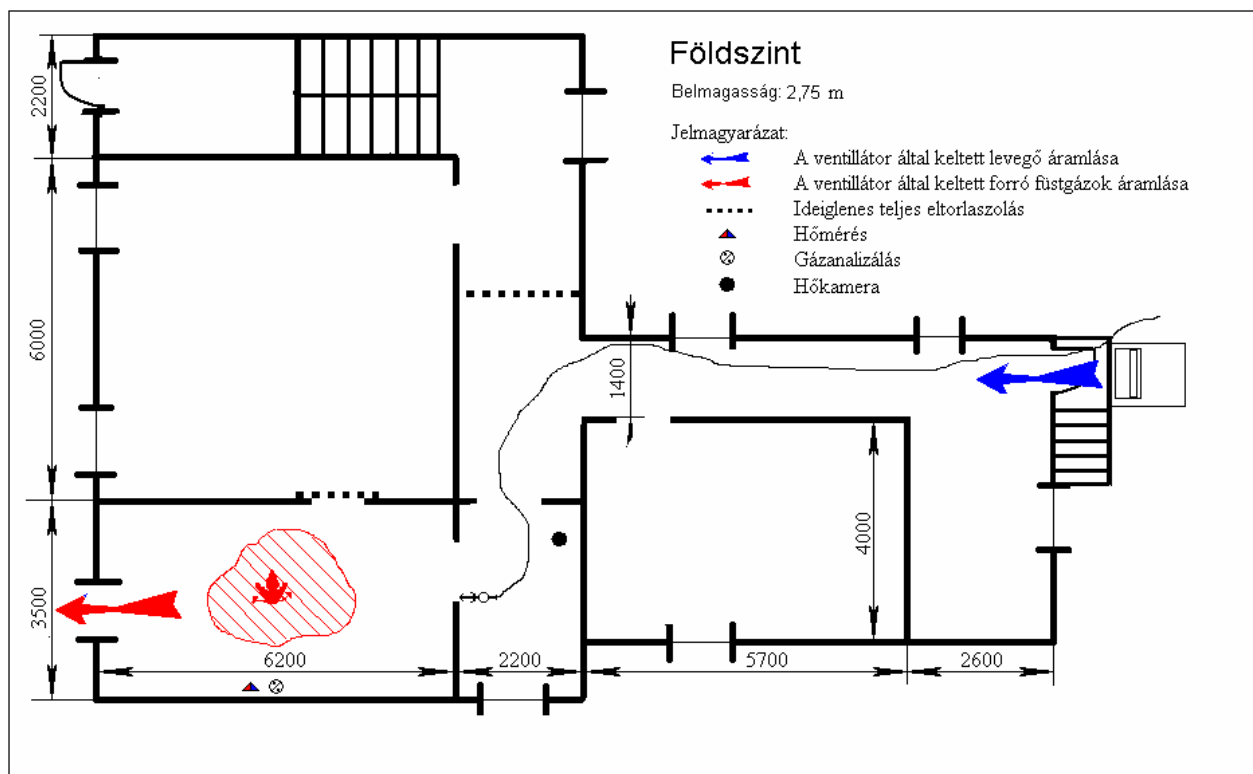 Földszint
Belmagasság: 2,75 m
Jelmagyarázat:
A ventillátor által keltett levegő áramlása
A ventillátor által keltett forró füstgázok áramlása
Ideiglenes teljes eltorlaszolás
Hőmérés
Gázanalizálás
Hőkamera
2200
6000
1400
4000
3500
6200
2200
5700
2600